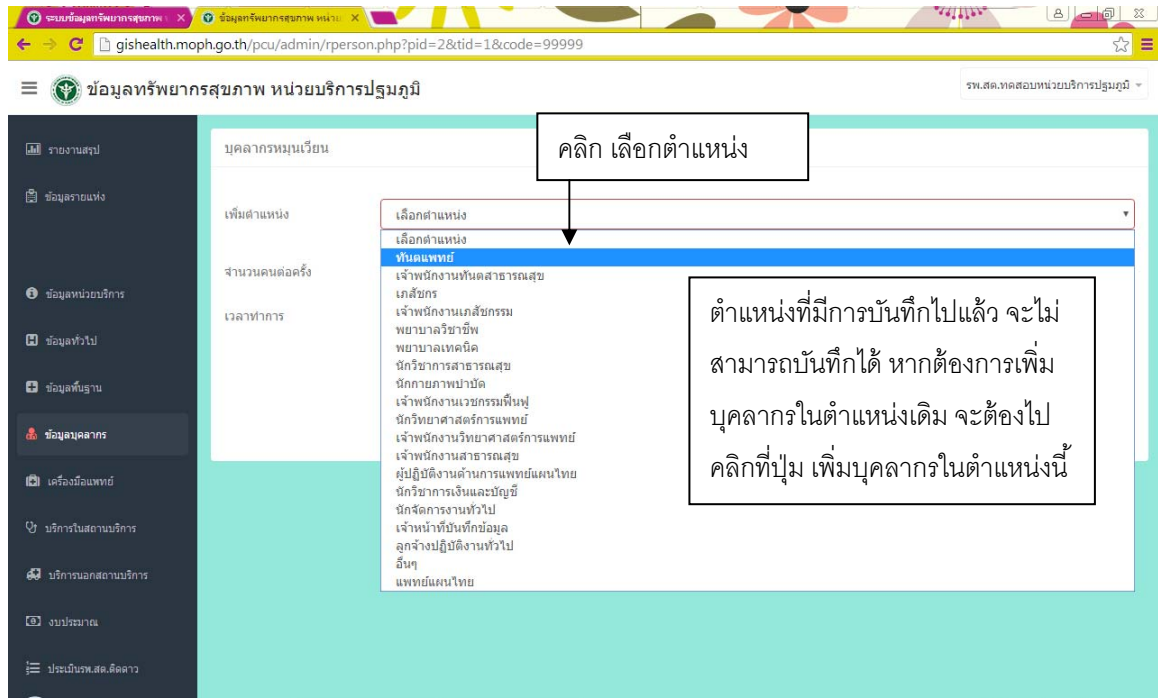 ระบบข้อมูลทรัพยากรสุขภาพ
ข้อมูลทรัพยากรสุขภาพ หน่วย
gishealth.moph.go.th/pcu/admin/rperson.php?pid=2&tid=1&code=99999
ข้อมูลทรัพยากรสุขภาพ หน่วยบริการปฐมภูมิ
รพ.สต.ทดสอบหน่วยบริการปฐมภูมิ
รายงานสรุป
ข้อมูลรายแห่ง
ข้อมูลหน่วยบริการ
ข้อมูลทั่วไป
ข้อมูลพื้นฐาน
ข้อมูลบุคลากร
เครื่องมือแพทย์
บริการในสถานบริการ
บริการนอกสถานบริการ
งบประมาณ
ประเมินรพ.สต.ติดดาว
บุคลากรหมุนเวียน
คลิก เลือกตำแหน่ง
เพิ่มตำแหน่ง
เลือกตำแหน่ง
เลือกตำแหน่ง
ทันตแพทย์
เจ้าพนักงานทันตสาธารณสุข
เภสัชกร
เจ้าพนักงานเภสัชกรรม
พยาบาลวิชาชีพ
พยาบาลเทคนิค
นักวิชาการสาธารณสุข
นักกายภาพบำบัด
เจ้าพนักงานเวชกรรมฟื้นฟู
นักวิทยาศาสตร์การแพทย์
เจ้าพนักงานวิทยาศาสตร์การแพทย์
เจ้าพนักงานสาธารณสุข
ผู้ปฏิบัติงานด้านการแพทย์แผนไทย
นักวิชาการเงินและบัญชี
นักจัดการงานทั่วไป
เจ้าหน้าที่บันทึกข้อมูล
ลูกจ้างปฏิบัติงานทั่วไป
อื่นๆ
แพทย์แผนไทย
จำนวนคนต่อครั้ง
เวลาทำการ
ตำแหน่งที่มีการบันทึกไปแล้ว จะไม่
สามารถบันทึกได้ หากต้องการเพิ่ม
บุคลากรในตำแหน่งเดิม จะต้องไป
คลิกที่ปุ่ม เพิ่มบุคลากรในตำแหน่งนี้